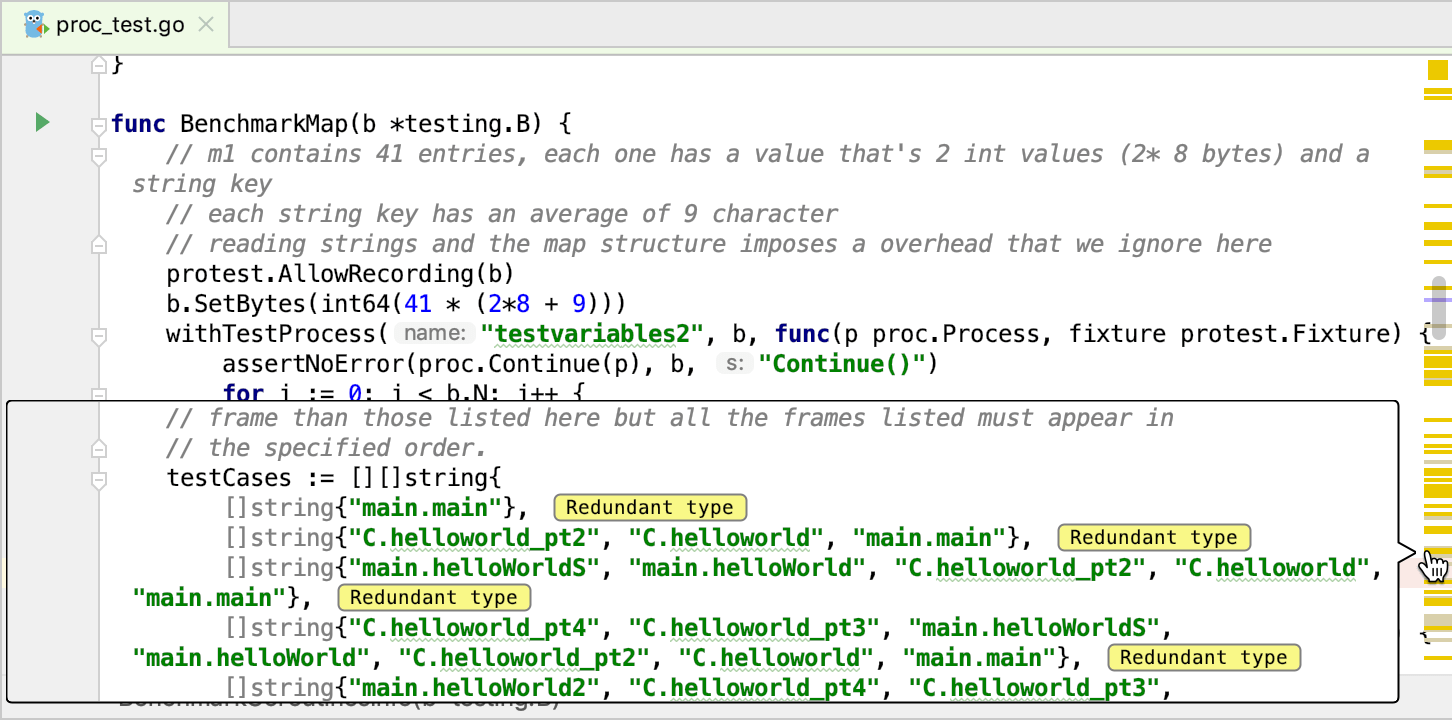 proc_test.go
}
func BenchmarkMap(b *testing.B) {
// m1 contains 41 entries, each one has a value that's 2 int values (2* 8 bytes) and a
string key
// each string key has an average of 9 character
// reading strings and the map structure imposes a overhead that we ignore here
protest.AllowRecording(b)
b.SetBytes(int64(41 * (2*8 + 9)))
withTestProcess( name: "testvariables2", b, func(p proc.Process, fixture protest.Fixture) {
assertNoError(proc.Continue(p), b, s: "Continue()")
for i := 0; i < b.N; i++ {
// frame than those listed here but all the frames listed must appear in
// the specified order.
testCases := [][]string{
[]string{"main.main"}, Redundant type
[]string{"C.helloworld_pt2", "C.helloworld", "main.main"}, Redundant type
[]string{"main.helloWorldS", "main.helloWorld", "C.helloworld_pt2", "C.helloworld",
"main.main"}, Redundant type
[]string{"C.helloworld_pt4", "C.helloworld_pt3", "main.helloWorldS",
"main.helloWorld", "C.helloworld_pt2", "C.helloworld", "main.main"}, Redundant type
[]string{"main.helloWorld2", "C.helloworld_pt4", "C.helloworld_pt3",